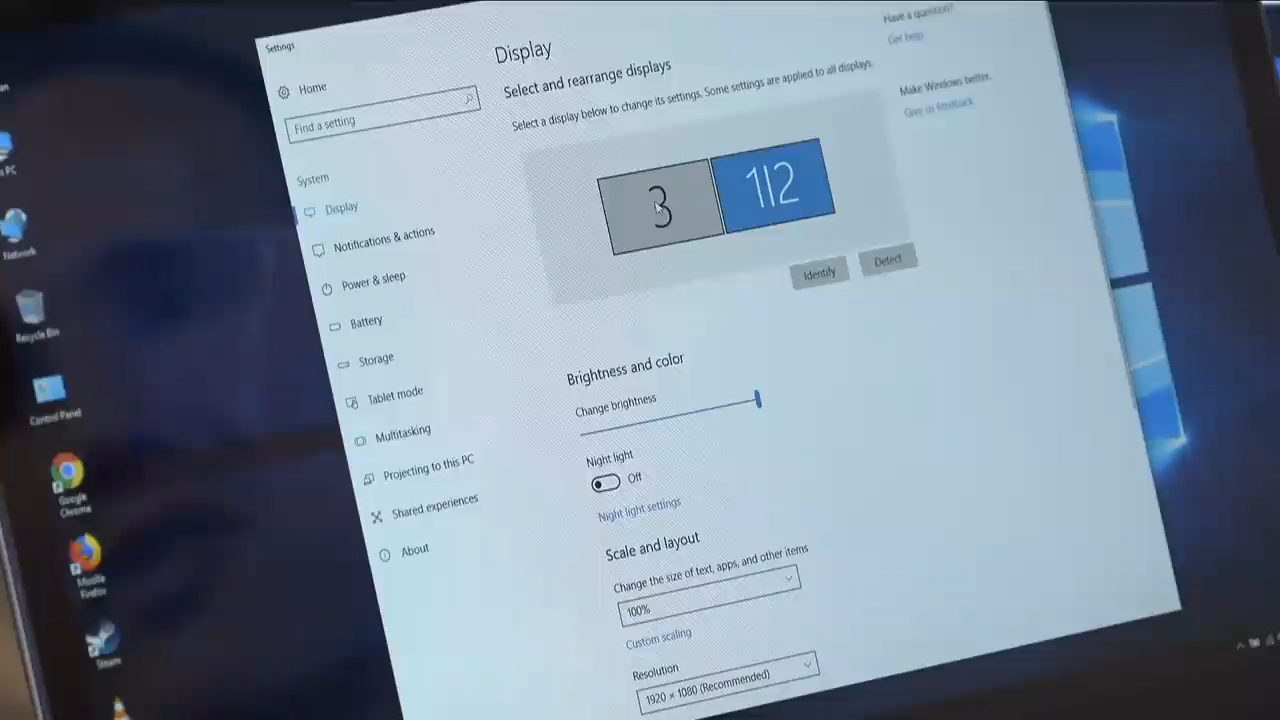 Settings
Home
Find a setting
System
Display
Notifications & actions
Power & sleep
Battery
Storage
Tablet mode
Multitasking
Projecting to this PC
Shared experiences
About
Display
Select and rearrange displays
Select a display below to change its settings. Some settings are applied to all displays.
3
1|2
Identify
Detect
Brightness and color
Change brightness
Night light
Off
Night light settings
Scale and layout
Change the size of text, apps, and other items
100%
Custom scaling
Resolution
1920 × 1080 (Recommended)
Have a question?
Get help
Make Windows better.
Give us feedback
PC
Network
Recycle Bin
Control Panel
Google
Chrome
Mozilla
Firefox
Steam